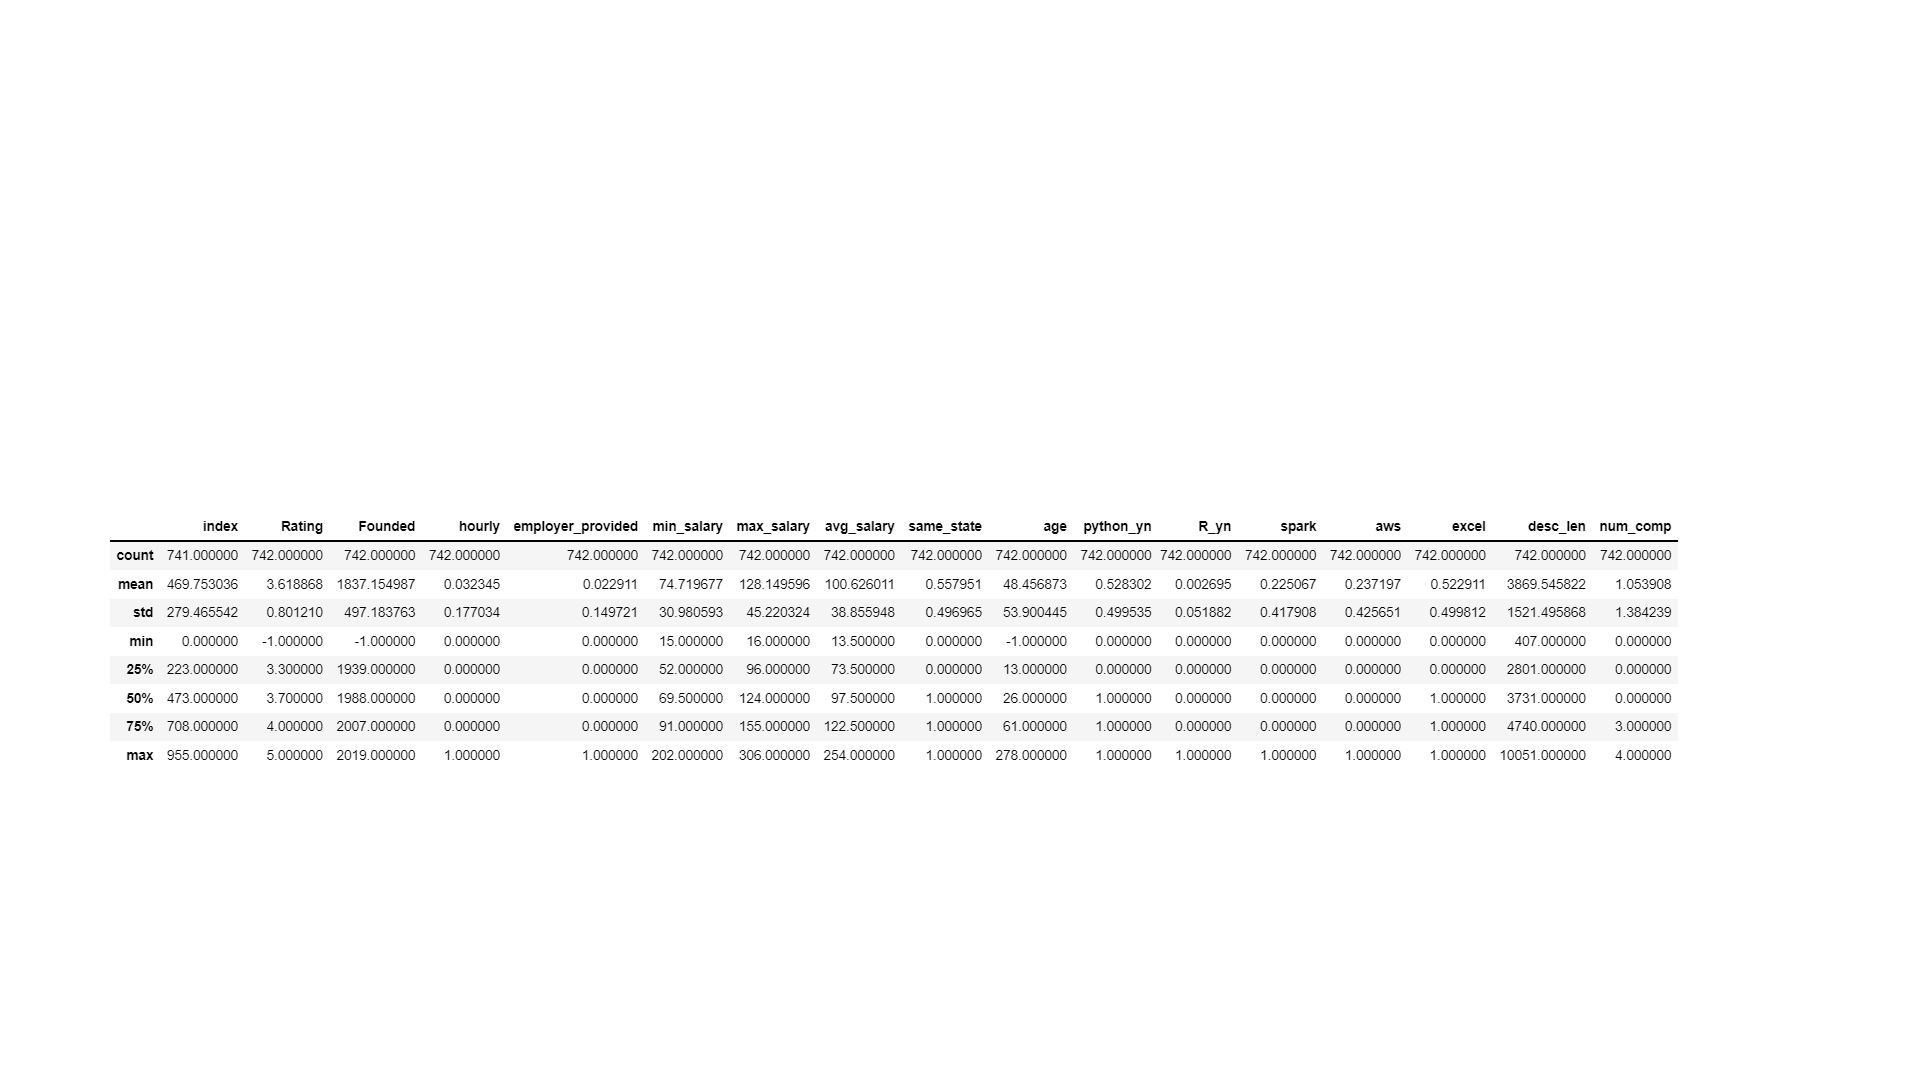 index Rating Founded hourly employer_provided min_salary max_salary avg_salary same_state age python_yn R_yn spark aws excel desc_len num_comp
count 741.000000 742.000000 742.000000 742.000000 742.000000 742.000000 742.000000 742.000000 742.000000 742.000000 742.000000 742.000000 742.000000 742.000000 742.000000 742.000000 742.000000
mean 469.753036 3.618868 1837.154987 0.032345 0.022911 74.719677 128.149596 100.626011 0.557951 48.456873 0.528302 0.002695 0.225067 0.237197 0.522911 3869.545822 1.053908
std 279.465542 0.801210 497.183763 0.177034 0.149721 30.980593 45.220324 38.855948 0.496965 53.900445 0.499535 0.051882 0.417908 0.425651 0.499812 1521.495868 1.384239
min 0.000000 -1.000000 -1.000000 0.000000 0.000000 15.000000 16.000000 13.500000 0.000000 -1.000000 0.000000 0.000000 0.000000 0.000000 0.000000 407.000000 0.000000
25% 223.000000 3.300000 1939.000000 0.000000 0.000000 52.000000 96.000000 73.500000 0.000000 13.000000 0.000000 0.000000 0.000000 0.000000 0.000000 2801.000000 0.000000
50% 473.000000 3.700000 1988.000000 0.000000 0.000000 69.500000 124.000000 97.500000 1.000000 26.000000 1.000000 0.000000 0.000000 0.000000 1.000000 3731.000000 0.000000
75% 708.000000 4.000000 2007.000000 0.000000 0.000000 91.000000 155.000000 122.500000 1.000000 61.000000 1.000000 0.000000 0.000000 0.000000 1.000000 4740.000000 3.000000
max 955.000000 5.000000 2019.000000 1.000000 1.000000 202.000000 306.000000 254.000000 1.000000 278.000000 1.000000 1.000000 1.000000 1.000000 1.000000 10051.000000 4.000000